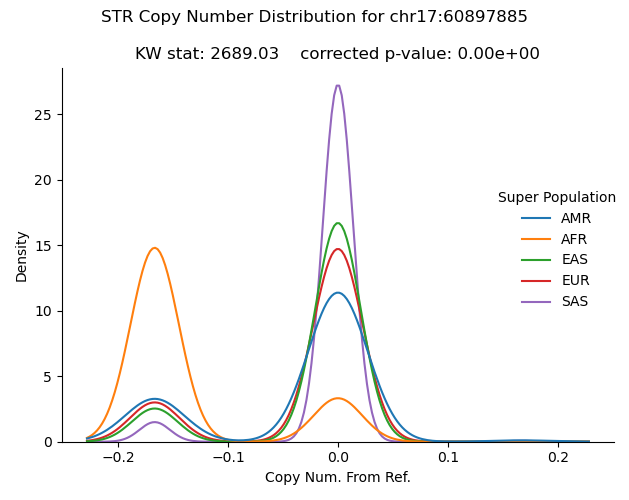 STR Copy Number Distribution for chr17:60897885
KW stat: 2689.03    corrected p-value: 0.00e+00
25
20
15
10
5
0
Density
−0.2
−0.1
0.0
0.1
0.2
Copy Num. From Ref.
Super Population
AMR
AFR
EAS
EUR
SAS